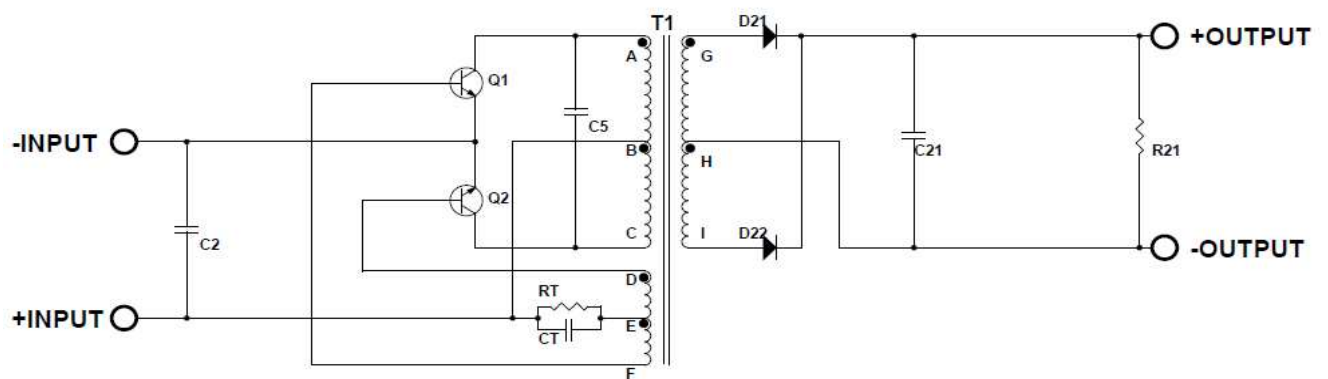 T1
D21
+OUTPUT
A
G
Q1
C5
-INPUT
B
H
C21
R21
Q2
C2
C
I
D22
-OUTPUT
D
RT
+INPUT
E
CT
F